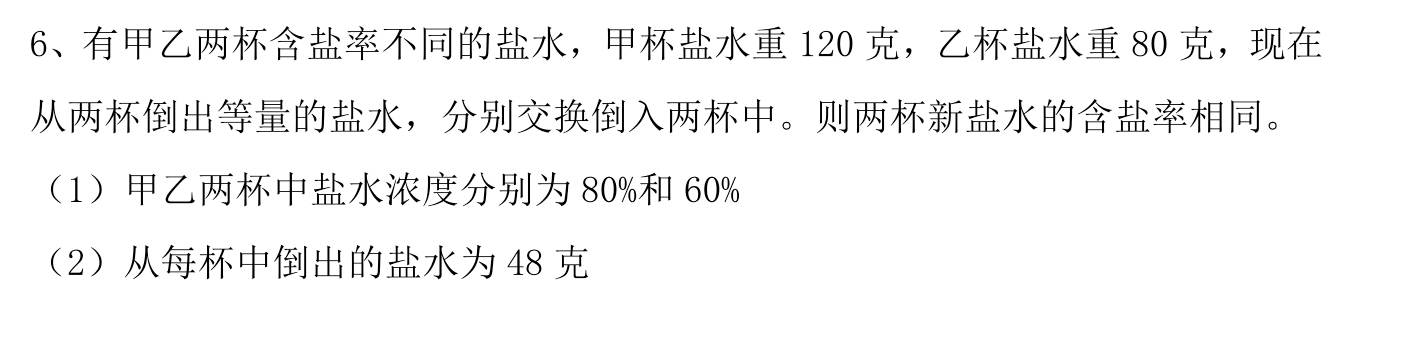 6、有甲乙两杯含盐率不同的盐水，甲杯盐水重 120 克，乙杯盐水重 80 克，现在
从两杯倒出等量的盐水，分别交换倒入两杯中。则两杯新盐水的含盐率相同。
（1）甲乙两杯中盐水浓度分别为 80%和 60%
（2）从每杯中倒出的盐水为 48 克